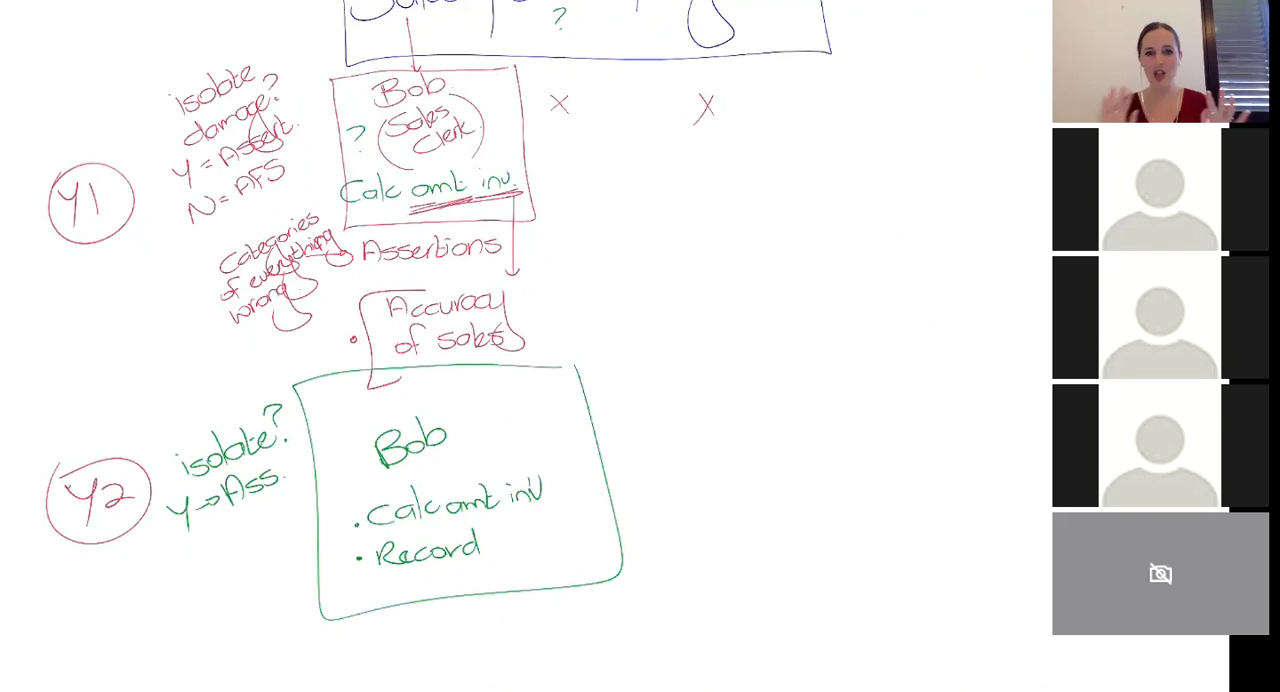 ?
isolate
damage?
Y = Assert.
N = AFS
Y1
Bob
? (Sales
Clerk)
Calc amt inv.
x
x
Categories
of everything
wrong
Assertions
• Accuracy
of sales
isolate?
Y → Ass.
Y2
Bob
• Calc amt inv
• Record